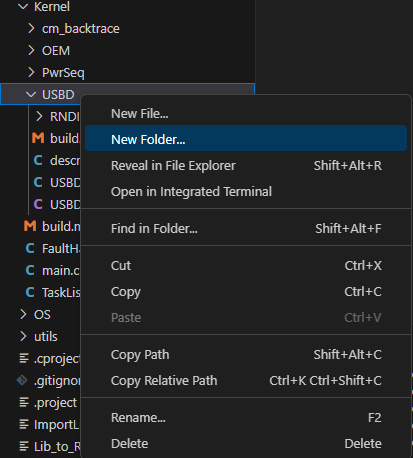 Kernel
cm_backtrace
OEM
PwrSeq
USBD
New File...
RNDI
New Folder...
build.
Reveal in File Explorer Shift+Alt+R
descr
Open in Integrated Terminal
USBD
USBD
Find in Folder... Shift+Alt+F
build.m
FaultHa
Cut Ctrl+X
main.c
Copy Ctrl+C
TaskList
Paste Ctrl+V
OS
utils
Copy Path Shift+Alt+C
.cproject
Copy Relative Path Ctrl+K Ctrl+Shift+C
.gitignor
.project
Rename... F2
ImportL
Delete Delete
Lib_to_R